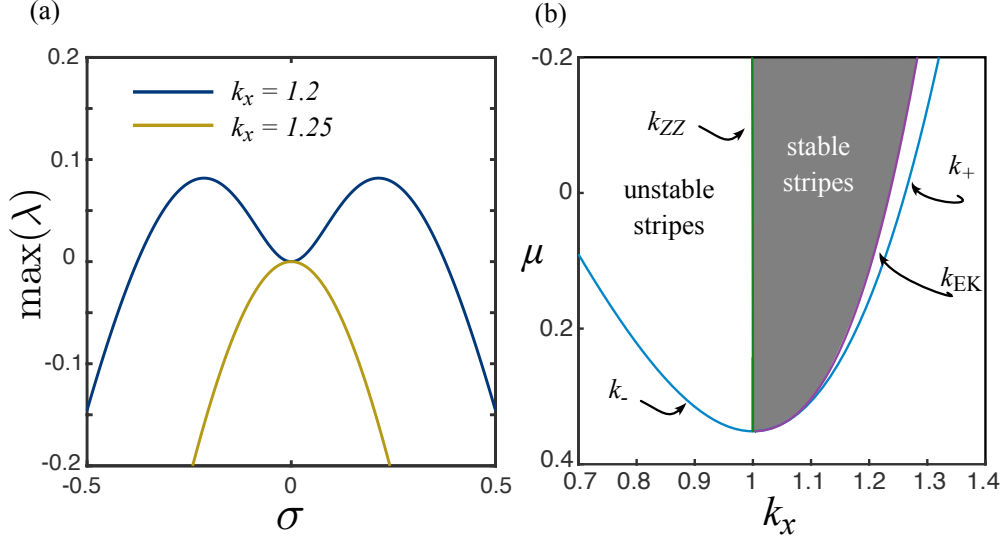 (a)
0.2
0.1
0
-0.1
-0.2
-0.5
0
0.5
max(λ)
σ
k_x = 1.2
k_x = 1.25
(b)
-0.2
0
0.2
0.4
0.7
0.8
0.9
1
1.1
1.2
1.3
1.4
μ
k_x
k_ZZ
unstable
stripes
stable
stripes
k_+
k_EK
k_-